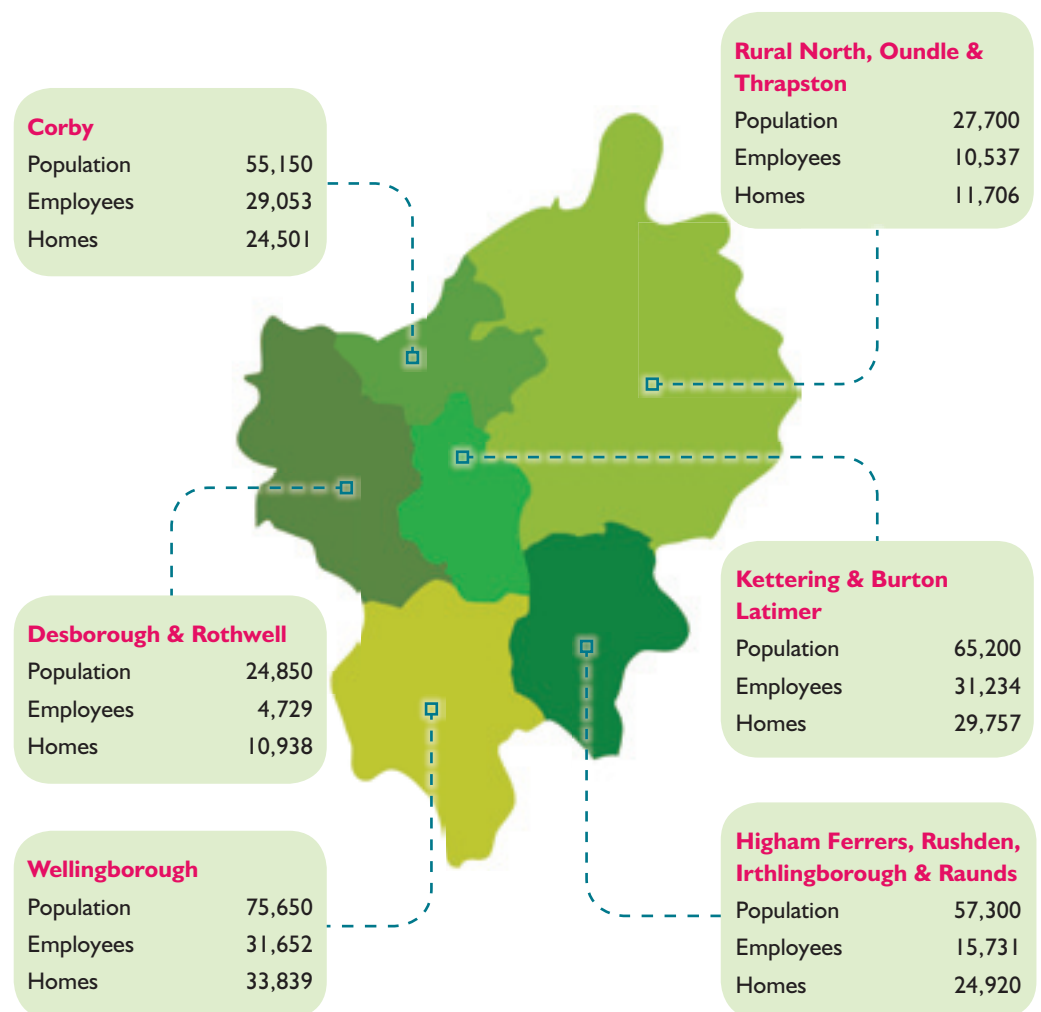 Rural North, Oundle &
Thrapston
Population 27,700
Employees 10,537
Homes 11,706
Corby
Population 55,150
Employees 29,053
Homes 24,501
Kettering & Burton
Latimer
Population 65,200
Employees 31,234
Homes 29,757
Desborough & Rothwell
Population 24,850
Employees 4,729
Homes 10,938
Higham Ferrers, Rushden,
Irthlingborough & Raunds
Population 57,300
Employees 15,731
Homes 24,920
Wellingborough
Population 75,650
Employees 31,652
Homes 33,839